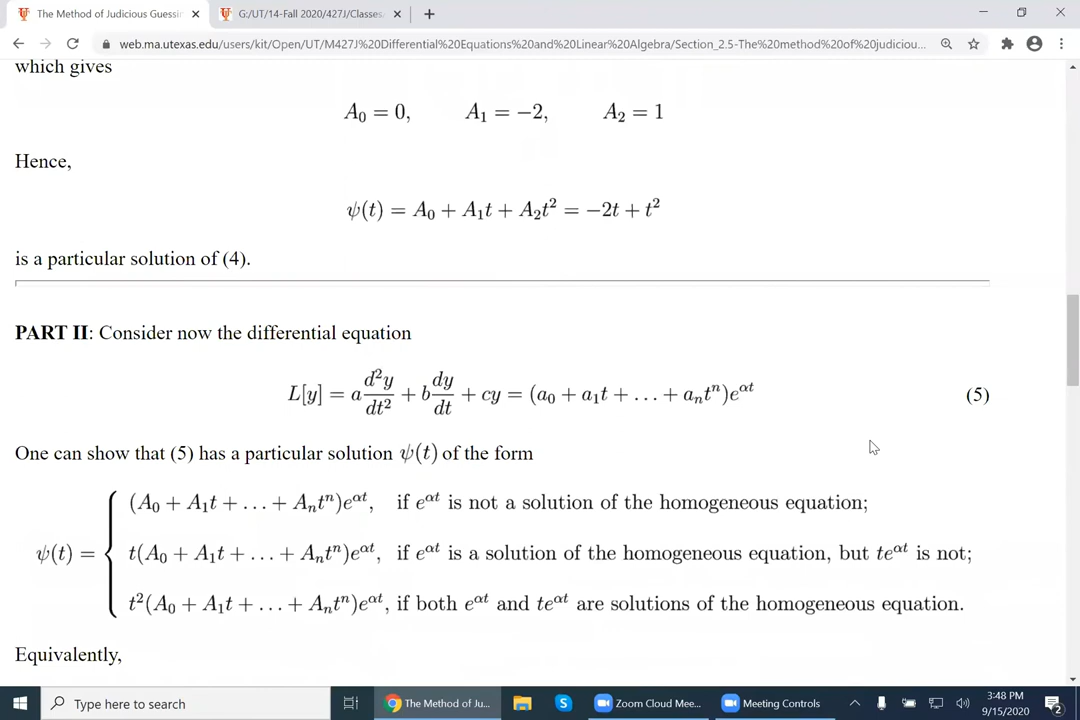 The Method of Judicious Guessin
G:/UT/14-Fall 2020/427J/Classes
web.ma.utexas.edu/users/kit/Open/UT/M427J%20Differential%20Equations%20and%20Linear%20Algebra/Section_2.5-The%20method%20of%20judiciou...
which gives
A₀ = 0, A₁ = −2, A₂ = 1
Hence,
ψ(t) = A₀ + A₁t + A₂t² = −2t + t²
is a particular solution of (4).
PART II: Consider now the differential equation
L[y] = a d²y/dt² + b dy/dt + cy = (a₀ + a₁t + … + aₙtⁿ)e^{αt} (5)
One can show that (5) has a particular solution ψ(t) of the form
(A₀ + A₁t + … + Aₙtⁿ)e^{αt}, if e^{αt} is not a solution of the homogeneous equation;
ψ(t) = { t(A₀ + A₁t + … + Aₙtⁿ)e^{αt}, if e^{αt} is a solution of the homogeneous equation, but te^{αt} is not;
t²(A₀ + A₁t + … + Aₙtⁿ)e^{αt}, if both e^{αt} and te^{αt} are solutions of the homogeneous equation.
Equivalently,
Type here to search
The Method of Ju...
Zoom Cloud Mee...
Meeting Controls
3:48 PM
9/15/2020
2